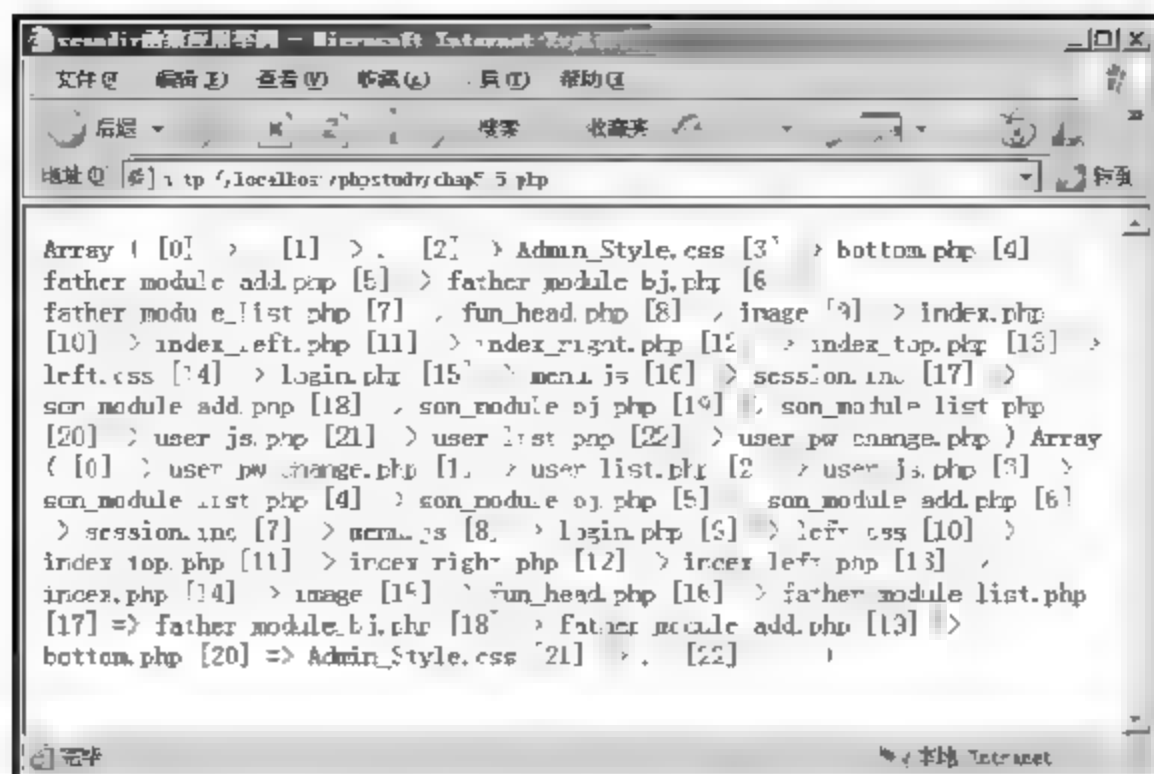 scandir函数应用示例 - Microsoft Internet Explorer
文件(F) 编辑(E) 查看(V) 收藏(A) 具(T) 帮助(H)
后退 搜索 收藏夹
地址(D) localhost/phpstudy/chap5 5 php 转到
Array ( [0] > [1] > . [2] > Admin_Style.css [3] > bottom.php [4]
father module add.php [5] > father module bj.php [6
father module_list php [7] > fun_head.php [8] > image [9] > index.php
[10] > index_left.php [11] > index_right.php [12 > index_top.php [13] >
left.css [14] > login.php [15] > menu.js [16] > session.inc [17] =>
son module add php [18] > son_module bj php [19] > son_module list php
[20] > user js.php [21] > user list php [22] > user pw change.php ) Array
( [0] > user pw change.php [1] > user list.php [2 > user js.php [3] >
son_module list php [4] > son_module bj php [5] son_module add.php [6]
> session.inc [7] > menu.js [8] > login.php [9] > left css [10] >
index top.php [11] > index right php [12] > index left php [13] >
index.php [14] > image [15] > fun_head.php [16] > father module list.php
[17] => father module_bj.php [18] > father module add.php [19] =>
bottom.php [20] => Admin_Style.css [21] > . [22] )
完毕 本地 Intranet